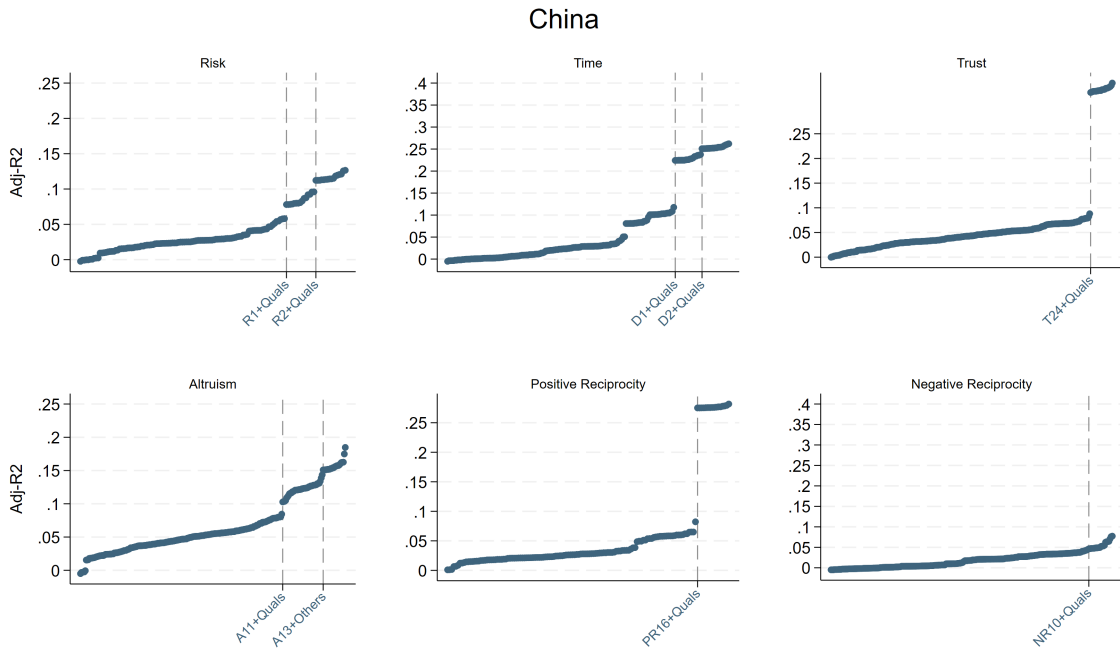 China
Risk
Time
Trust
Adj-R2
.25
.2
.15
.1
.05
0
R1+Quals
R2+Quals
.4
.35
.3
.25
.2
.15
.1
.05
0
D1+Quals
D2+Quals
.25
.2
.15
.1
.05
0
T24+Quals
Altruism
Positive Reciprocity
Negative Reciprocity
Adj-R2
.25
.2
.15
.1
.05
0
A11+Quals
A13+Others
.25
.2
.15
.1
.05
0
PR16+Quals
.4
.35
.3
.25
.2
.15
.1
.05
0
NR10+Quals